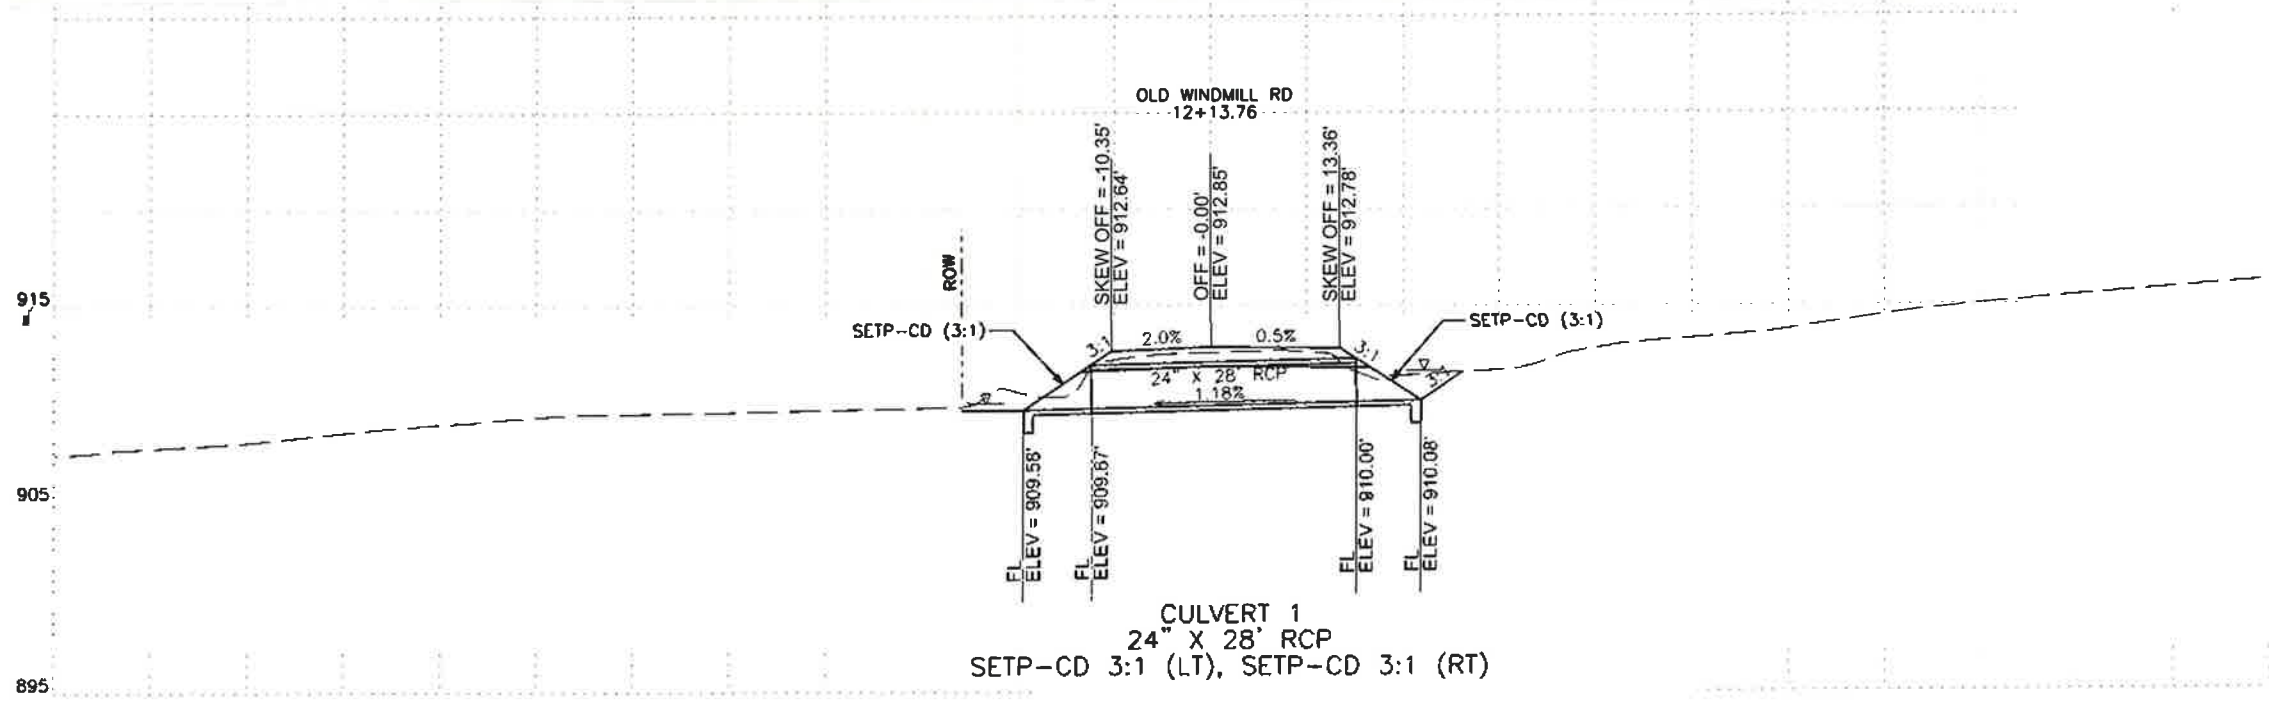 OLD WINDMILL RD
12+13.76
SKEW OFF = -10.35'
ELEV = 912.64'
OFF = -0.00'
ELEV = 912.85'
SKEW OFF = 13.36'
ELEV = 912.78'
ROW
915
SETP-CD (3:1)
3:1
2.0%
0.5%
3:1
SETP-CD (3:1)
24" X 28' RCP
1.18%
905
FL
ELEV = 909.58'
FL
ELEV = 909.67'
FL
ELEV = 910.00'
FL
ELEV = 910.08'
CULVERT 1
24" X 28' RCP
SETP-CD 3:1 (LT), SETP-CD 3:1 (RT)
895